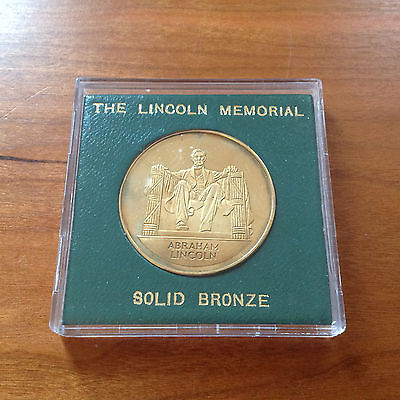 THE LINCOLN MEMORIAL
ABRAHAM
LINCOLN
SOLID BRONZE